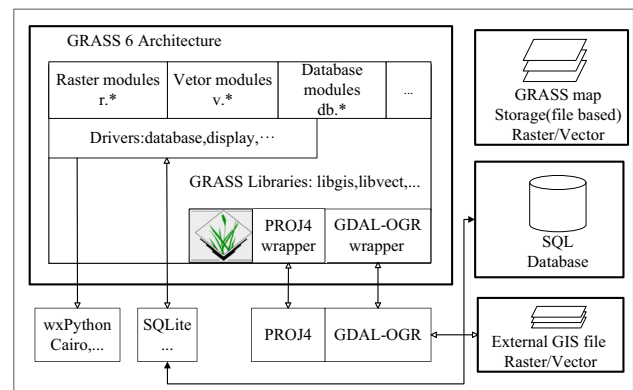 GRASS 6 Architecture
Raster modules
r.*
Vetor modules
v.*
Database
modules
db.*
...
Drivers:database,display,⋯
GRASS Libraries: libgis,libvect,...
PROJ4
wrapper
GDAL-OGR
wrapper
wxPython
Cairo,...
SQLite
...
PROJ4
GDAL-OGR
GRASS map
Storage(file based)
Raster/Vector
SQL
Database
External GIS file
Raster/Vector